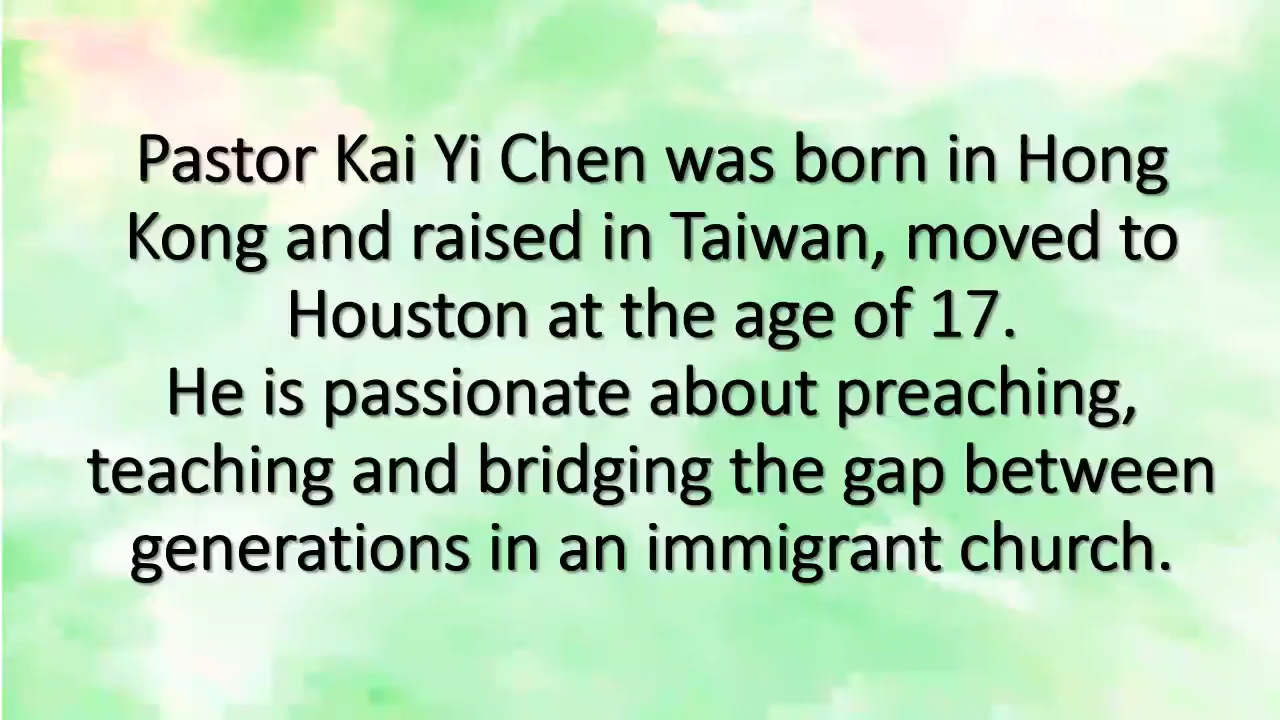 Pastor Kai Yi Chen was born in Hong
Kong and raised in Taiwan, moved to
Houston at the age of 17.
He is passionate about preaching,
teaching and bridging the gap between
generations in an immigrant church.